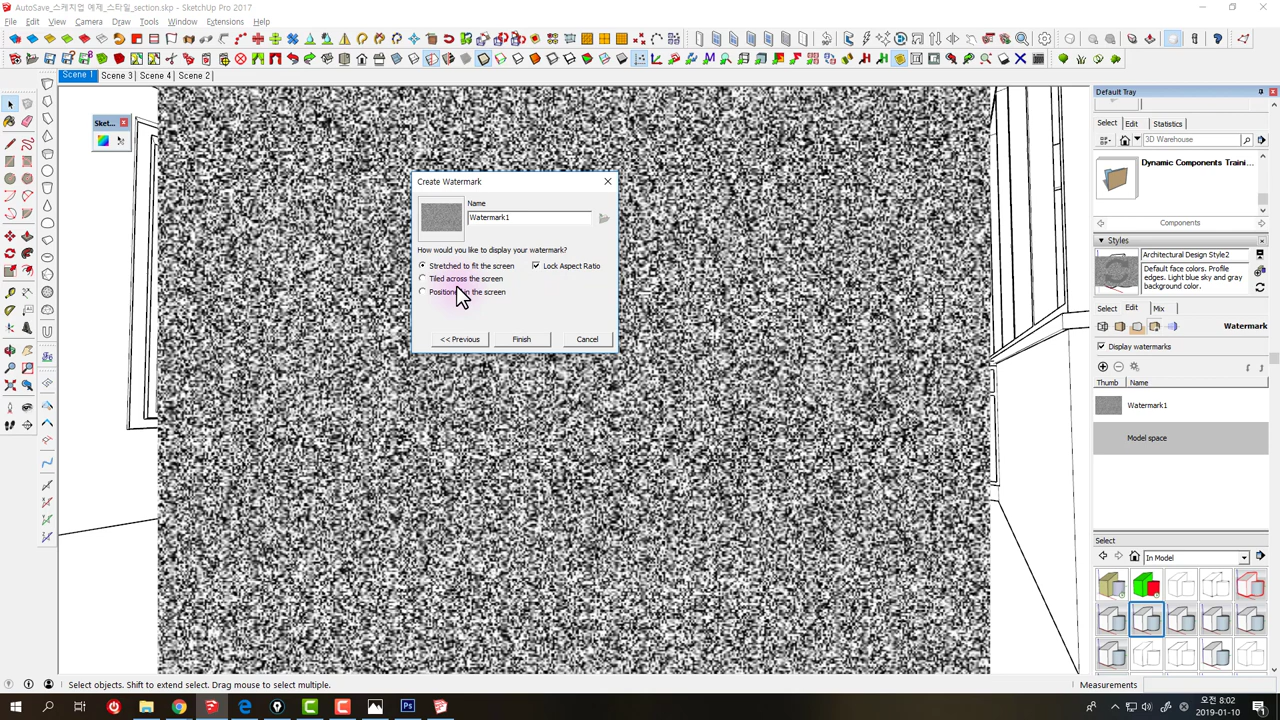 AutoSave_스케치업 예제_스타일_section.skp - SketchUp Pro 2017
File Edit View Camera Draw Tools Window Extensions Help
Scene 1 Scene 3 Scene 4 Scene 2
Sket...
Create Watermark
Name
Watermark1
How would you like to display your watermark?
Stretched to fit the screen
Lock Aspect Ratio
Tiled across the screen
Positioned in the screen
<< Previous
Finish
Cancel
Default Tray
Select Edit Statistics
3D Warehouse
Dynamic Components Traini...
Components
Styles
Architectural Design Style2
Default face colors. Profile
edges. Light blue sky and gray
background color.
Select Edit Mix
Watermark
Display watermarks
Thumb Name
Watermark1
Model space
Select
In Model
Select objects. Shift to extend select. Drag mouse to select multiple.
Measurements
오전 8:02
2019-01-10